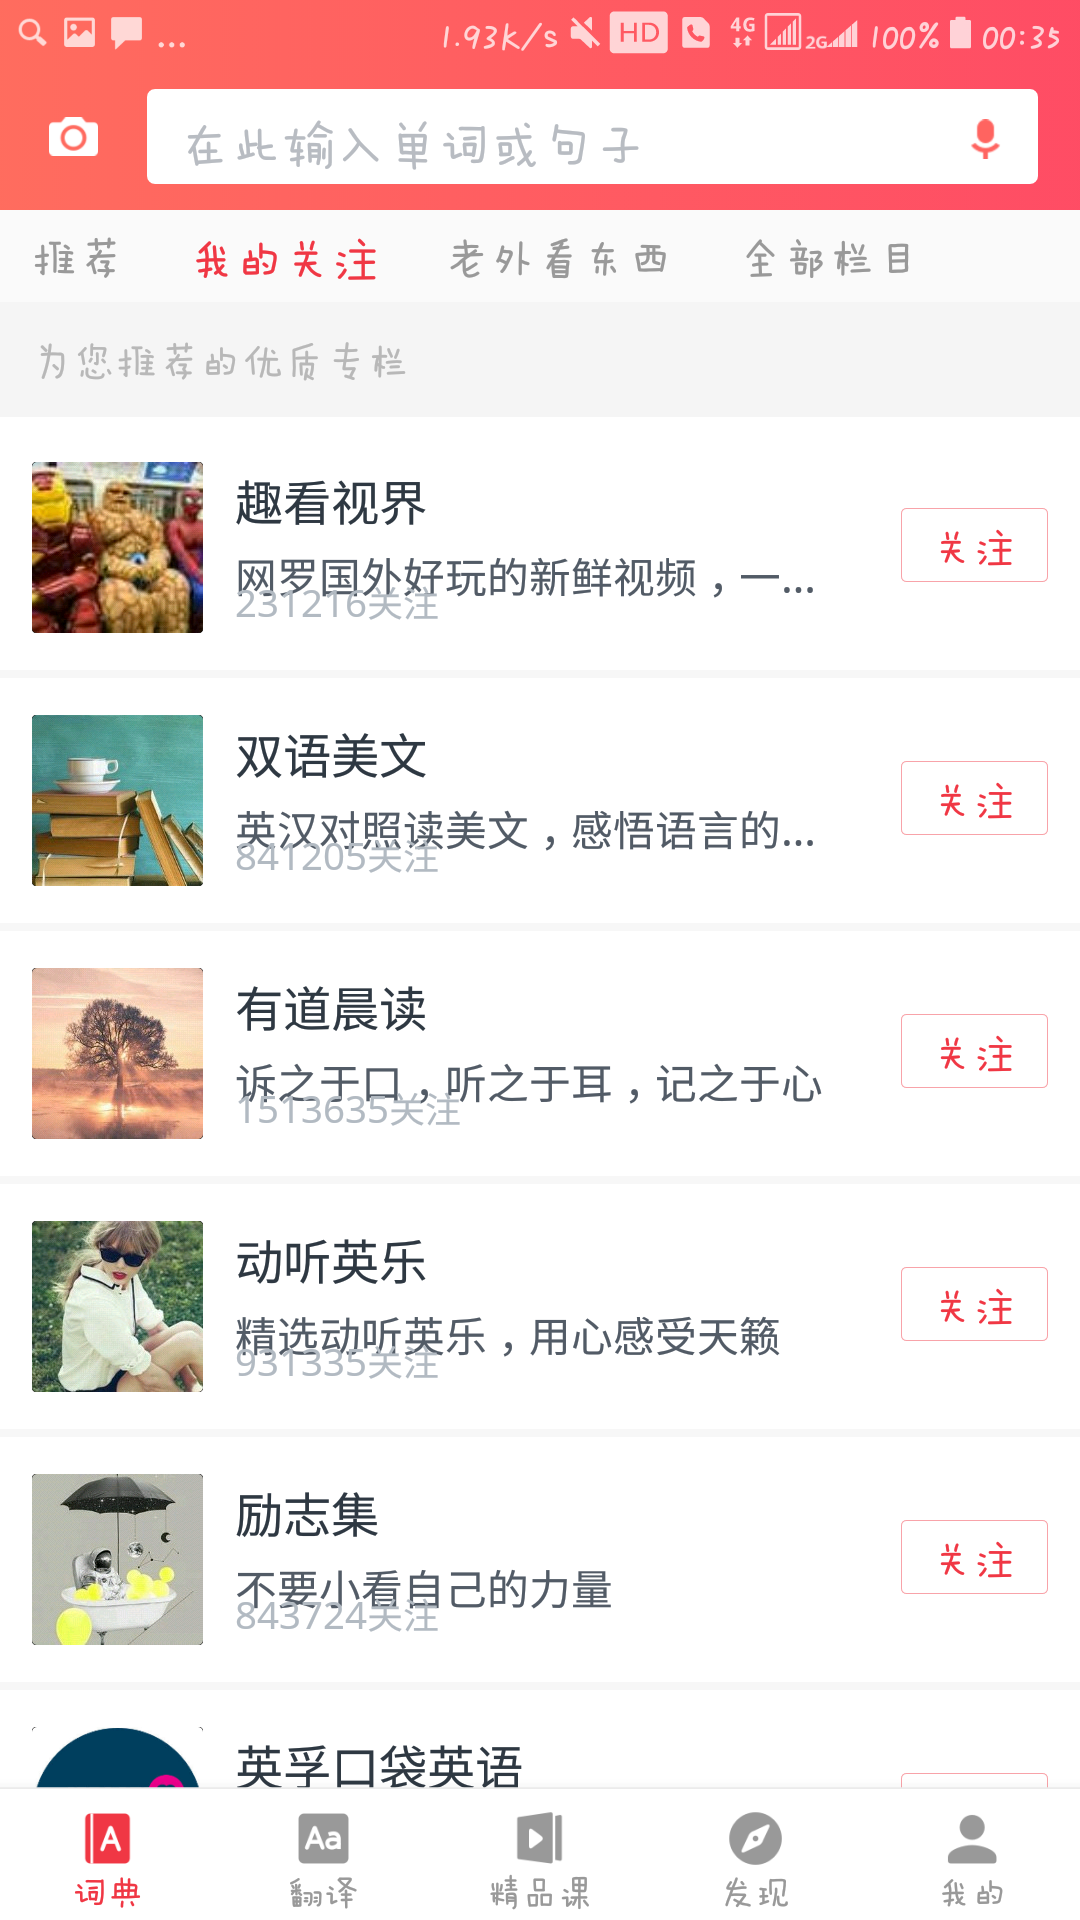 ... 1.93K/s HD 4G 2G 100% 00:35
在此输入单词或句子
推荐 我的关注 老外看东西 全部栏目
为您推荐的优质专栏
趣看视界
网罗国外好玩的新鲜视频，一...
231216关注
关注
双语美文
英汉对照读美文，感悟语言的...
841205关注
关注
有道晨读
诉之于口，听之于耳，记之于心
1513635关注
关注
动听英乐
精选动听英乐，用心感受天籁
931335关注
关注
励志集
不要小看自己的力量
843724关注
关注
英孚口袋英语
A Aa
词典 翻译 精品课 发现 我的